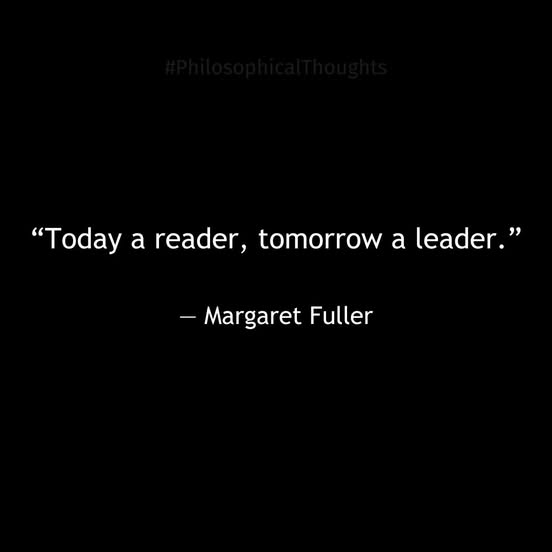 #PhilosophicalThoughts
“Today a reader, tomorrow a leader.”
— Margaret Fuller